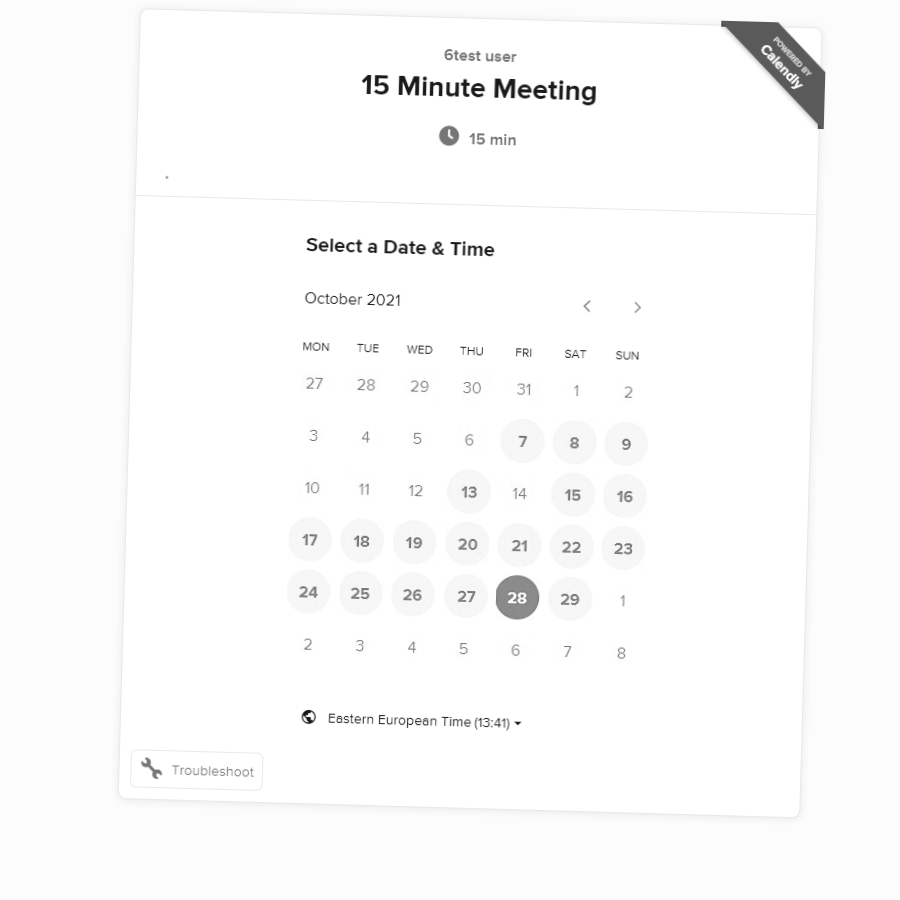 POWERED BY
Calendly
6test user
15 Minute Meeting
15 min
.
Select a Date & Time
October 2021
MON TUE WED THU FRI SAT SUN
27 28 29 30 31 1 2
3 4 5 6 7 8 9
10 11 12 13 14 15 16
17 18 19 20 21 22 23
24 25 26 27 28 29 1
2 3 4 5 6 7 8
Eastern European Time (13:41)
Troubleshoot